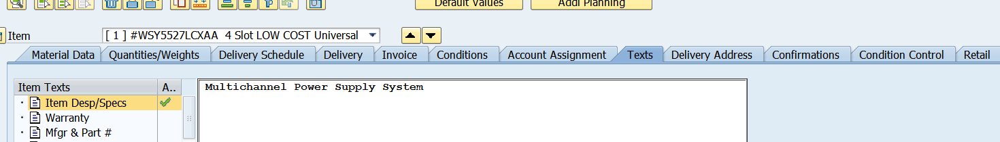 Default Values Addl Planning
Item [ 1 ] #WSY5527LCXAA 4 Slot LOW COST Universal
Material Data Quantities/Weights Delivery Schedule Delivery Invoice Conditions Account Assignment Texts Delivery Address Confirmations Condition Control Retail
Item Texts A..
Multichannel Power Supply System
Item Desp/Specs
Warranty
Mfgr & Part #